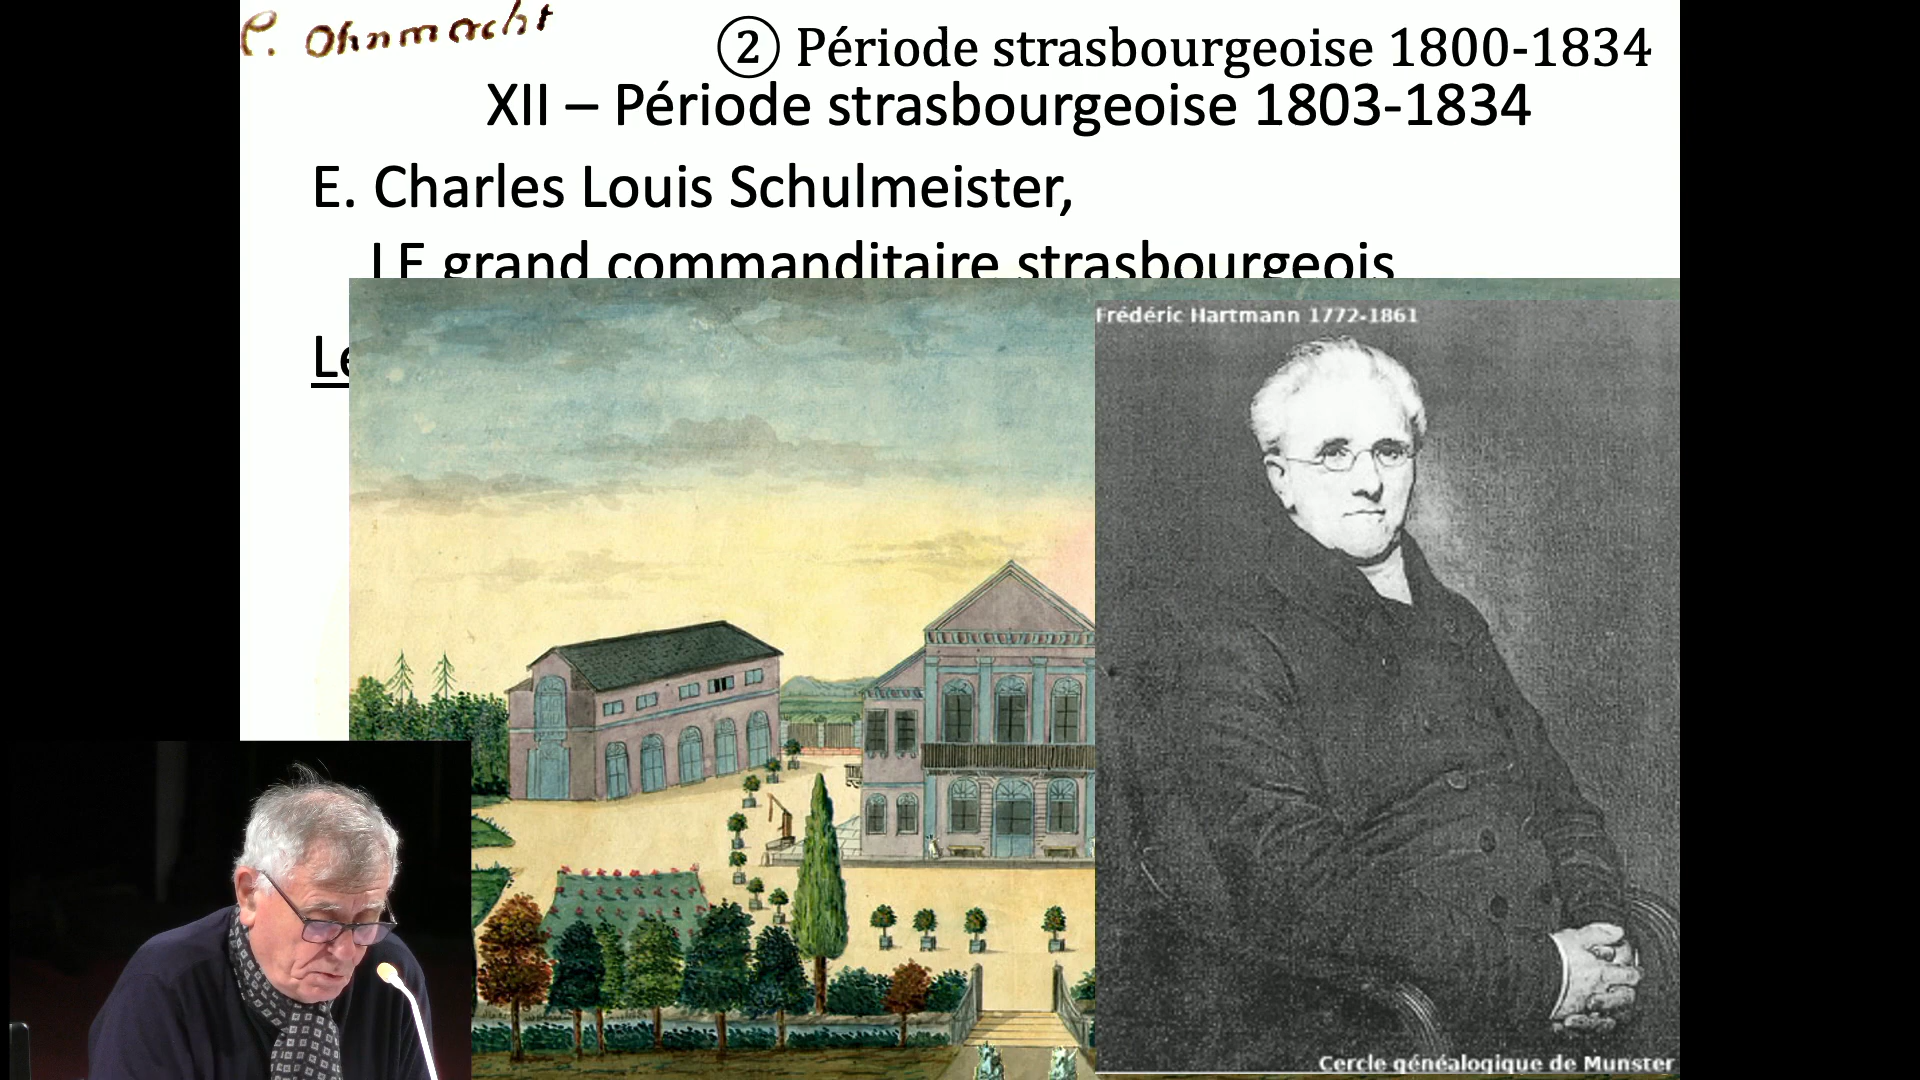 P. Ohnmacht
② Période strasbourgeoise 1800-1834
XII – Période strasbourgeoise 1803-1834
E. Charles Louis Schulmeister,
LE grand commanditaire strasbourgeois
Le
Frédéric Hartmann 1772-1861
Cercle généalogique de Munster